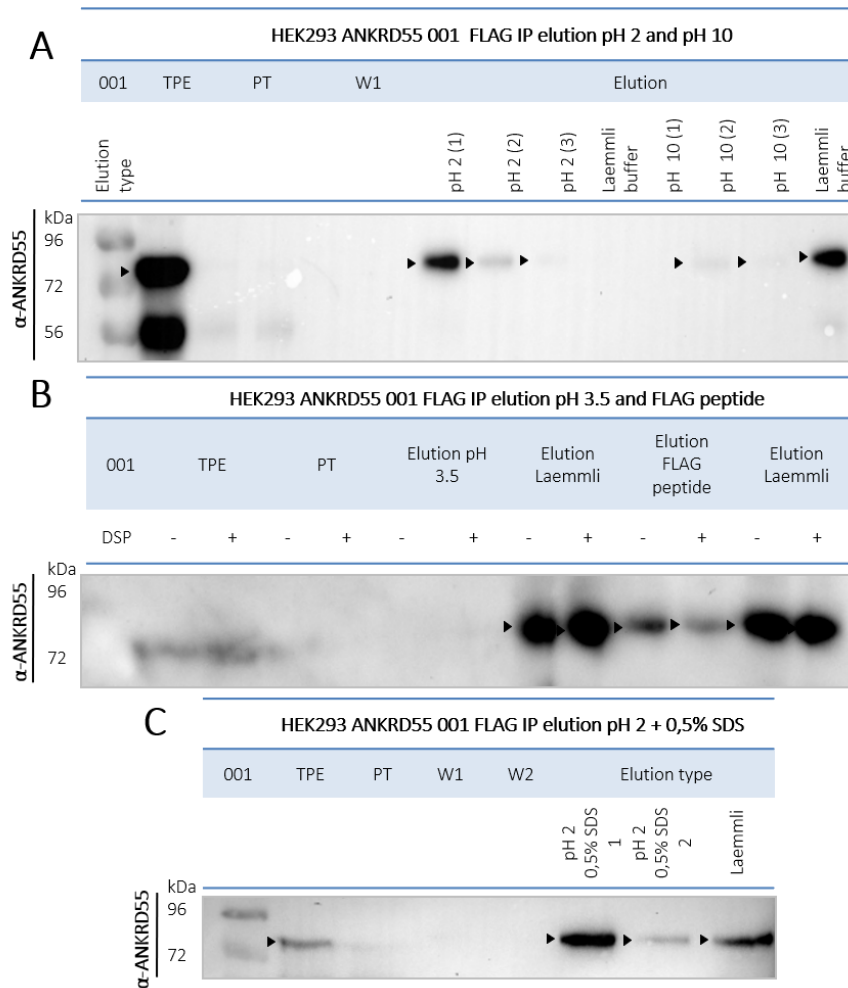 A
HEK293 ANKRD55 001 FLAG IP elution pH 2 and pH 10
001 TPE PT W1 Elution
Elution type
pH 2 (1)
pH 2 (2)
pH 2 (3)
Laemmli buffer
pH 10 (1)
pH 10 (2)
pH 10 (3)
Laemmli buffer
α-ANKRD55
kDa
96
72
56
B
HEK293 ANKRD55 001 FLAG IP elution pH 3.5 and FLAG peptide
001 TPE PT Elution pH 3.5 Elution Laemmli Elution FLAG peptide Elution Laemmli
DSP - + - + - + - + - + - +
α-ANKRD55
kDa
96
72
C
HEK293 ANKRD55 001 FLAG IP elution pH 2 + 0,5% SDS
001 TPE PT W1 W2 Elution type
pH 2 0,5% SDS 1
pH 2 0,5% SDS 2
Laemmli
α-ANKRD55
kDa
96
72